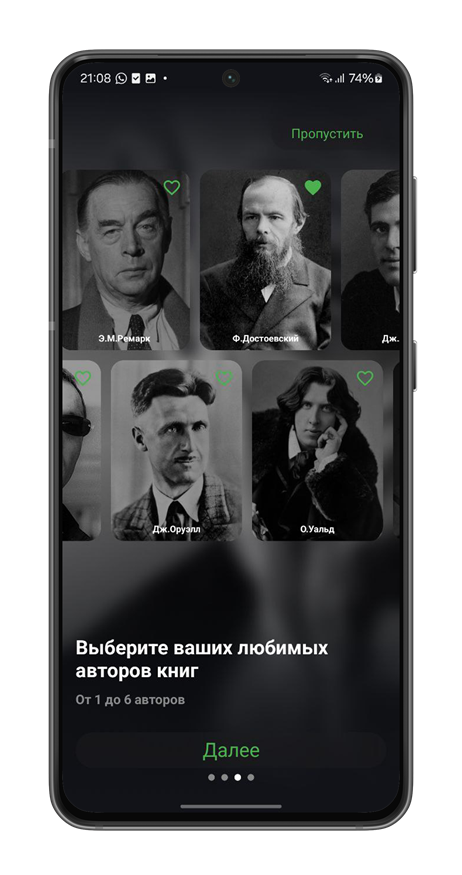 21:08
74%
Пропустить
Э.М.Ремарк
Ф.Достоевский
Дж.
Дж.Оруэлл
О.Уальд
Выберите ваших любимых
авторов книг
От 1 до 6 авторов
Далее